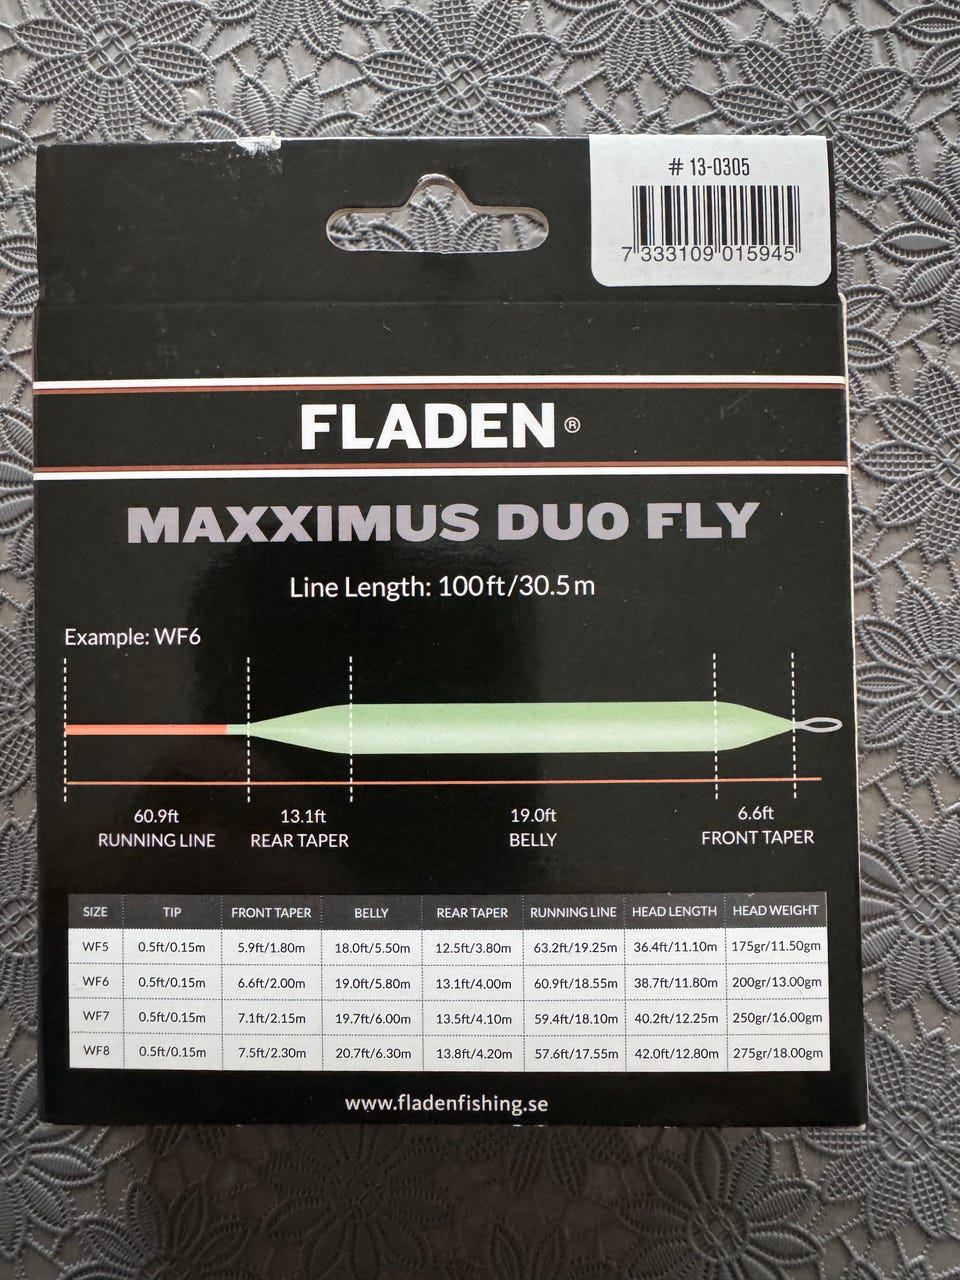 # 13-0305
7 333109 015945
FLADEN ®
MAXXIMUS DUO FLY
Line Length: 100ft/30.5m
Example: WF6
60.9ft 13.1ft 19.0ft 6.6ft
RUNNING LINE REAR TAPER BELLY FRONT TAPER
SIZE TIP FRONT TAPER BELLY REAR TAPER RUNNING LINE HEAD LENGTH HEAD WEIGHT
WF5 0.5ft/0.15m 5.9ft/1.80m 18.0ft/5.50m 12.5ft/3.80m 63.2ft/19.25m 36.4ft/11.10m 175gr/11.50gm
WF6 0.5ft/0.15m 6.6ft/2.00m 19.0ft/5.80m 13.1ft/4.00m 60.9ft/18.55m 38.7ft/11.80m 200gr/13.00gm
WF7 0.5ft/0.15m 7.1ft/2.15m 19.7ft/6.00m 13.5ft/4.10m 59.4ft/18.10m 40.2ft/12.25m 250gr/16.00gm
WF8 0.5ft/0.15m 7.5ft/2.30m 20.7ft/6.30m 13.8ft/4.20m 57.6ft/17.55m 42.0ft/12.80m 275gr/18.00gm
www.fladenfishing.se